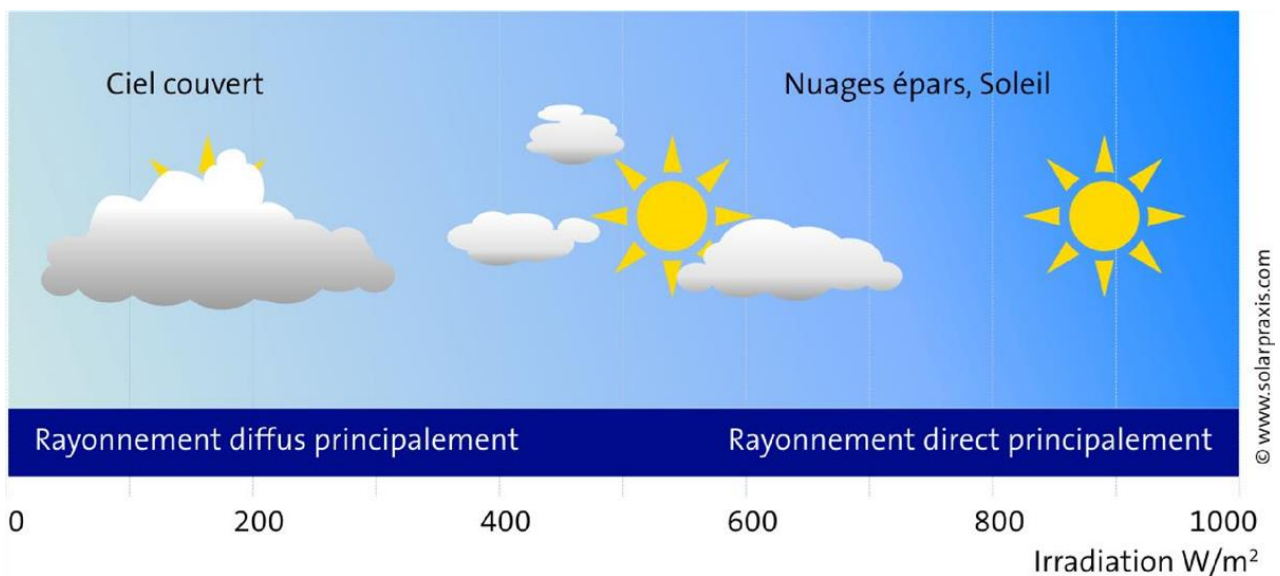 Ciel couvert
Nuages épars, Soleil
© www.solarpraxis.com
Rayonnement diffus principalement
Rayonnement direct principalement
0 200 400 600 800 1000
Irradiation W/m²